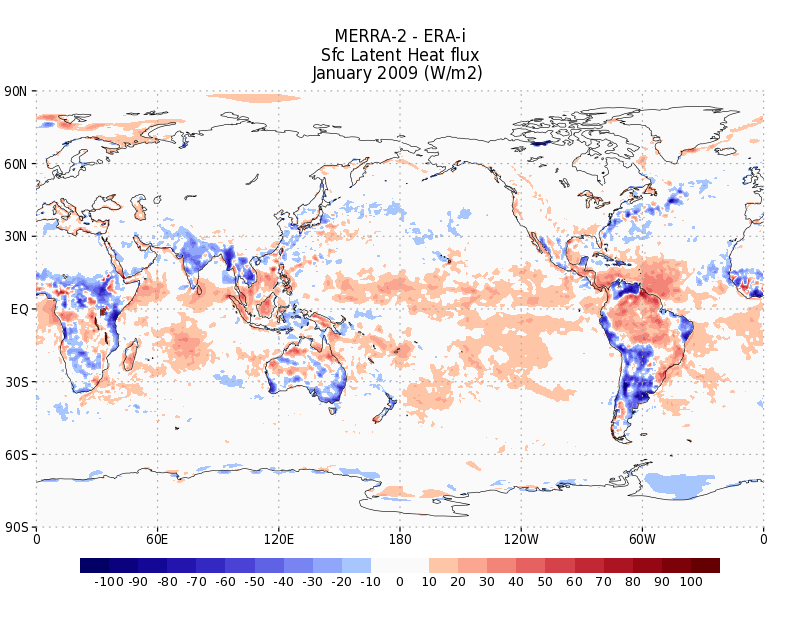 MERRA-2 - ERA-i
Sfc Latent Heat flux
January 2009 (W/m2)
90N
60N
30N
EQ
30S
60S
90S
0 60E 120E 180 120W 60W 0
-100 -90 -80 -70 -60 -50 -40 -30 -20 -10 0 10 20 30 40 50 60 70 80 90 100